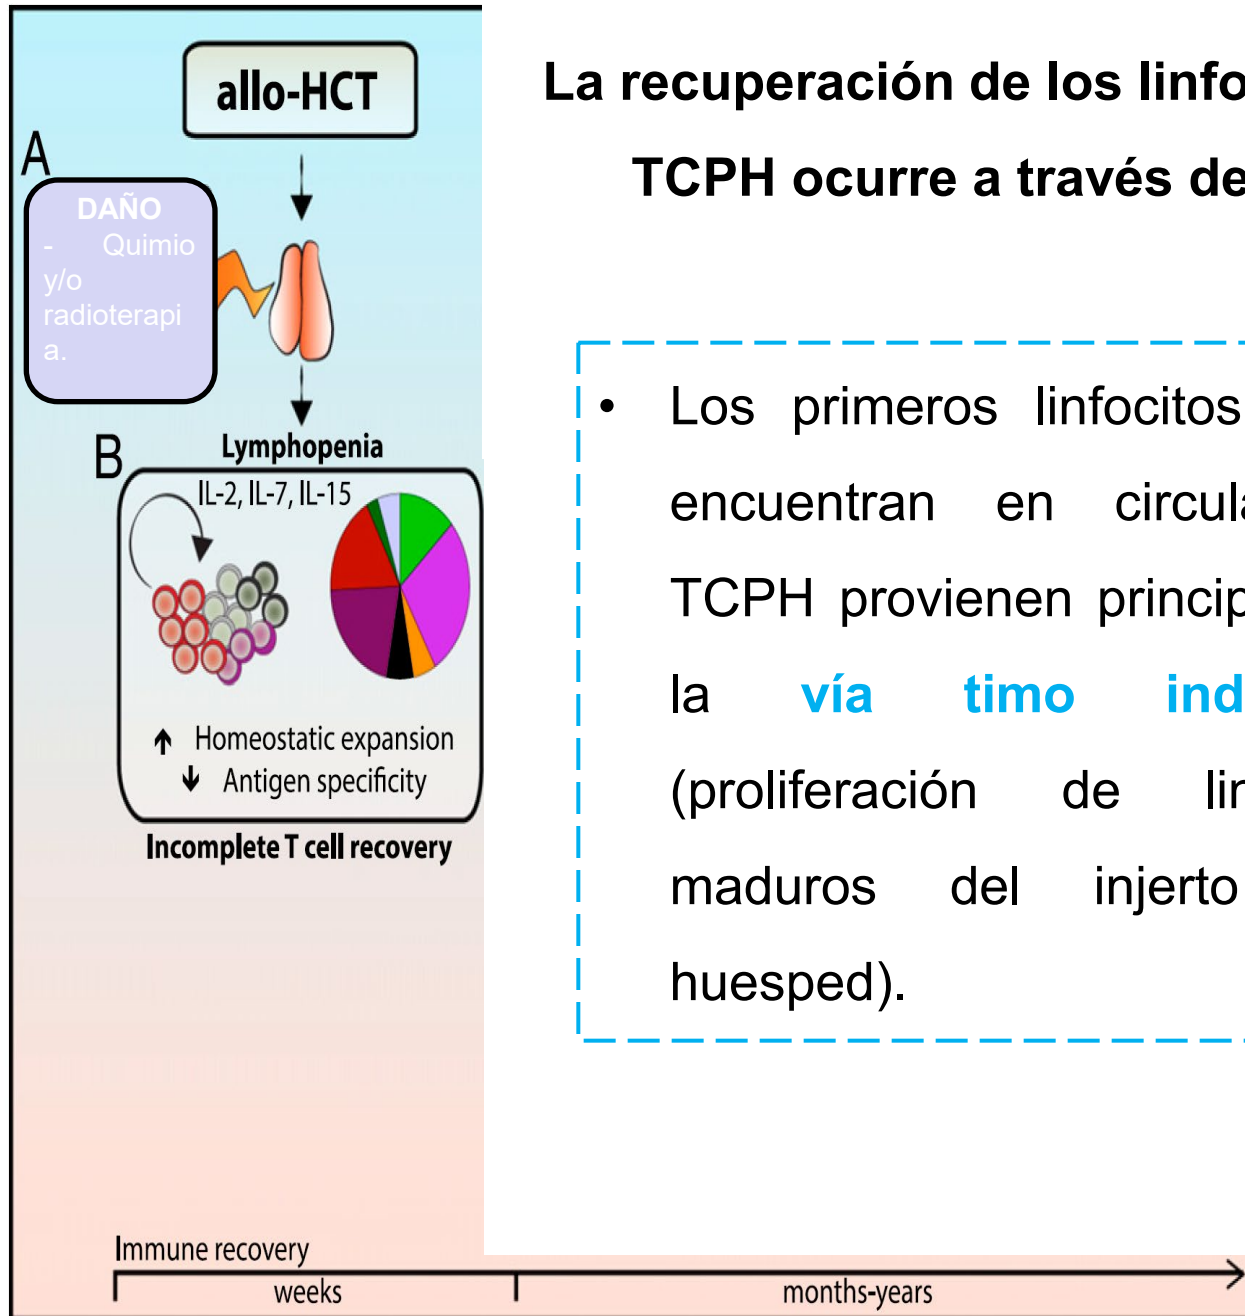 allo-HCT
A
DAÑO
- Quimio
y/o
radioterapi
a.
B
Lymphopenia
IL-2, IL-7, IL-15
↑ Homeostatic expansion
↓ Antigen specificity
Incomplete T cell recovery
La recuperación de los linfo
TCPH ocurre a través de
• Los primeros linfocitos
encuentran en circula
TCPH provienen princip
la vía timo ind
(proliferación de lin
maduros del injerto
huesped).
Immune recovery
weeks months-years